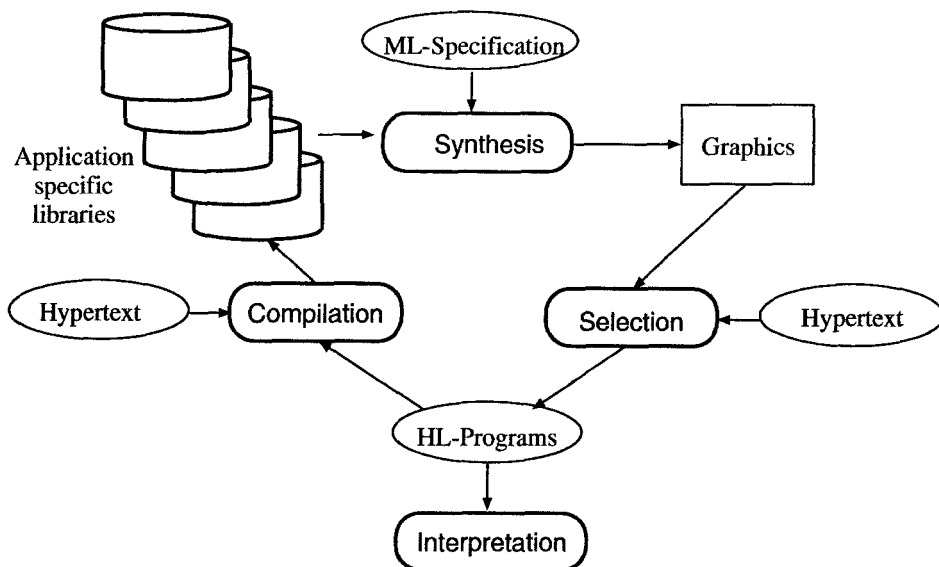 ML-Specification
Synthesis
Graphics
Application
specific
libraries
Hypertext
Compilation
Selection
Hypertext
HL-Programs
Interpretation